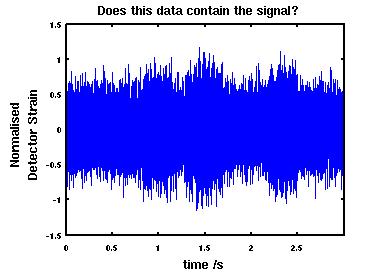 Does this data contain the signal?
1.5
1
0.5
0
-0.5
-1
-1.5
Normalised
Detector Strain
0 0.5 1 1.5 2 2.5
time /s